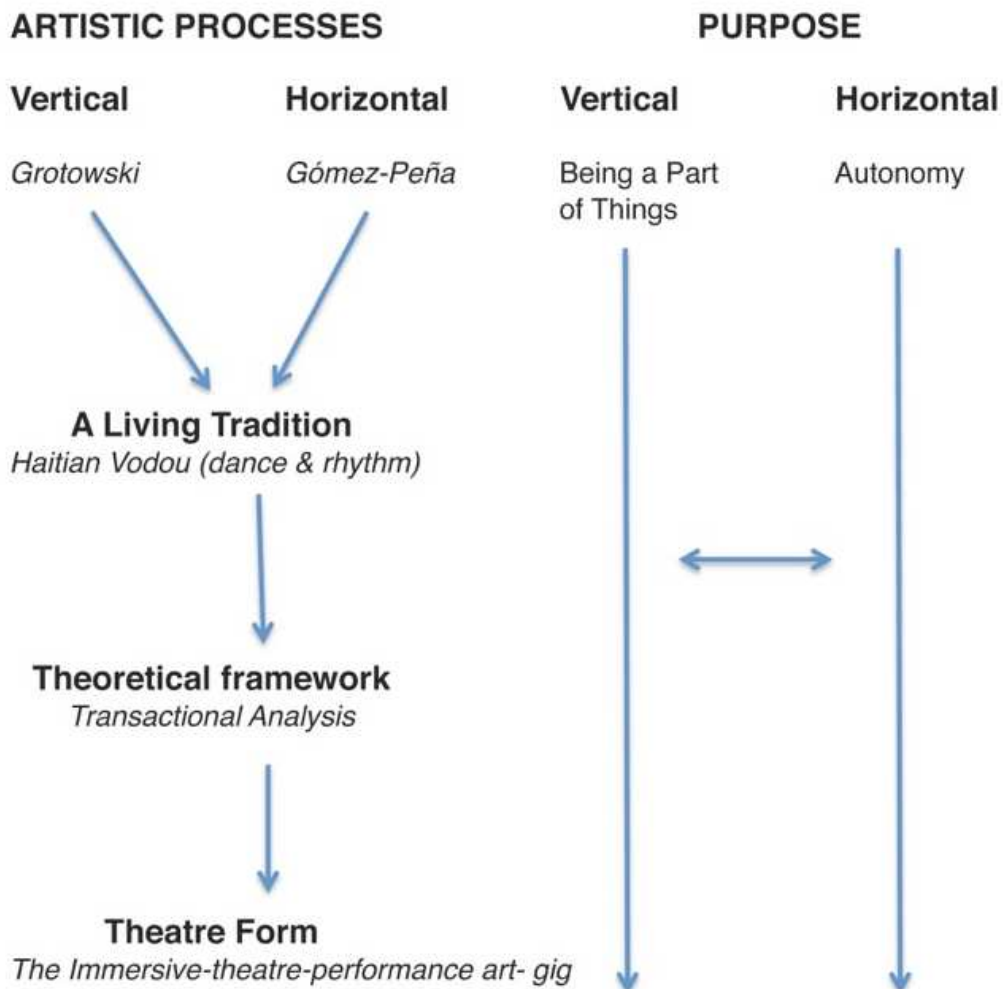 ARTISTIC PROCESSES
PURPOSE
Vertical
Horizontal
Vertical
Horizontal
Grotowski
Gómez-Peña
Being a Part
of Things
Autonomy
A Living Tradition
Haitian Vodou (dance & rhythm)
Theoretical framework
Transactional Analysis
Theatre Form
The Immersive-theatre-performance art- gig